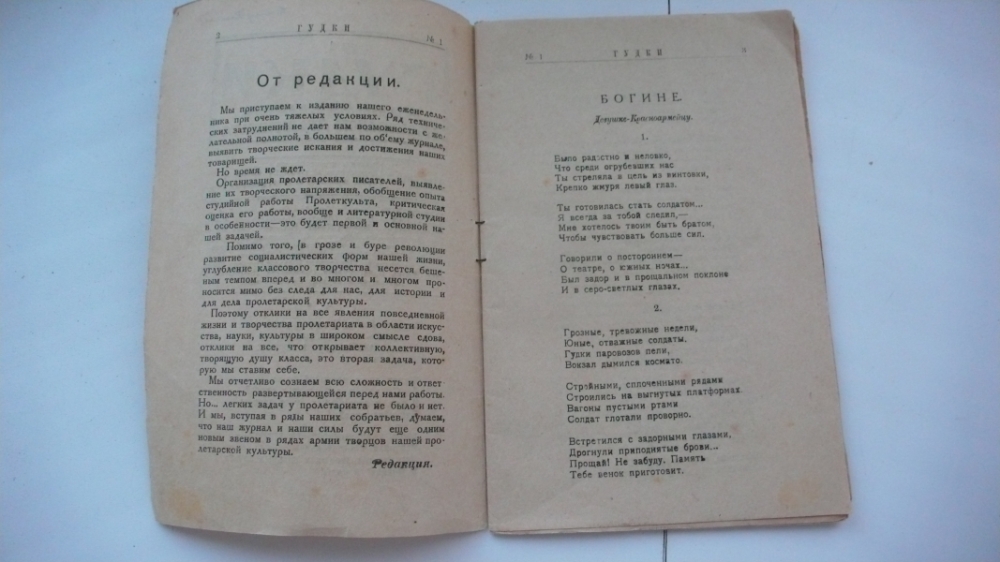 2 ГУДКИ № 1
От редакции.
Мы приступаем к изданию нашего еженедель-
ника при очень тяжелых условиях. Ряд техниче-
ских затруднений не дает нам возможности с же-
лательной полнотой, в большем по об'ему журнале,
выявить творческие искания и достижения наших
товарищей.
Но время не ждет.
Организация пролетарских писателей, выявле-
ние их творческого напряжения, обобщение опыта
студийной работы Пролеткульта, критическая
оценка его работы, вообще и литературной студии
в особенности—это будет первой и основной на-
шей задачей.
Помимо того, [в грозе и буре революции
развитие социалистических форм нашей жизни,
углубление классового творчества несется беше-
ным темпом вперед и во многом и многом про-
носится мимо без следа для нас, для истории и
для дела пролетарской культуры.
Поэтому отклики на все явления повседневной
жизни и творчества пролетариата в области искус-
ства, науки, культуры в широком смысле слова,
отклики на все, что открывает коллективную,
творящую душу класса, это вторая задача, кото-
рую мы ставим себе.
Мы отчетливо сознаем всю сложность и ответ
ственность развертывающейся перед нами работы.
Но... легких задач у пролетариата не было и нет.
И мы, вступая в ряды наших собратьев, думаем,
что наш журнал и наши силы будут еще одним
новым звеном в рядах армии творцов нашей про-
летарской культуры.
Редакция.
№ 1 ГУДКИ 3
БОГИНЕ.
Девушке-Красноармейцу.
1.
Было радостно и неловко,
Что среди огрубевших нас
Ты стреляла в цель из винтовки,
Крепко жмуря левый глаз.
Ты готовилась стать солдатом...
Я всегда за тобой следил,—
Мне хотелось твоим быть братом,
Чтобы чувствовать больше сил.
Говорили о постороннем—
О театре, о южных ночах...
Был задор и в прощальном поклоне
И в серо-светлых глазах.
2.
Грозные, тревожные недели,
Юные, отважные солдаты,
Гудки паровозов пели,
Вокзал дымился космато.
Стройными, сплоченными рядами
Строились на выгнутых платформах
Вагоны пустыми ртами
Солдат глотали проворно.
Встретился с задорными глазами,
Дрогнули приподнятые брови...
Прощай! Не забуду. Память
Тебе венок приготовит.